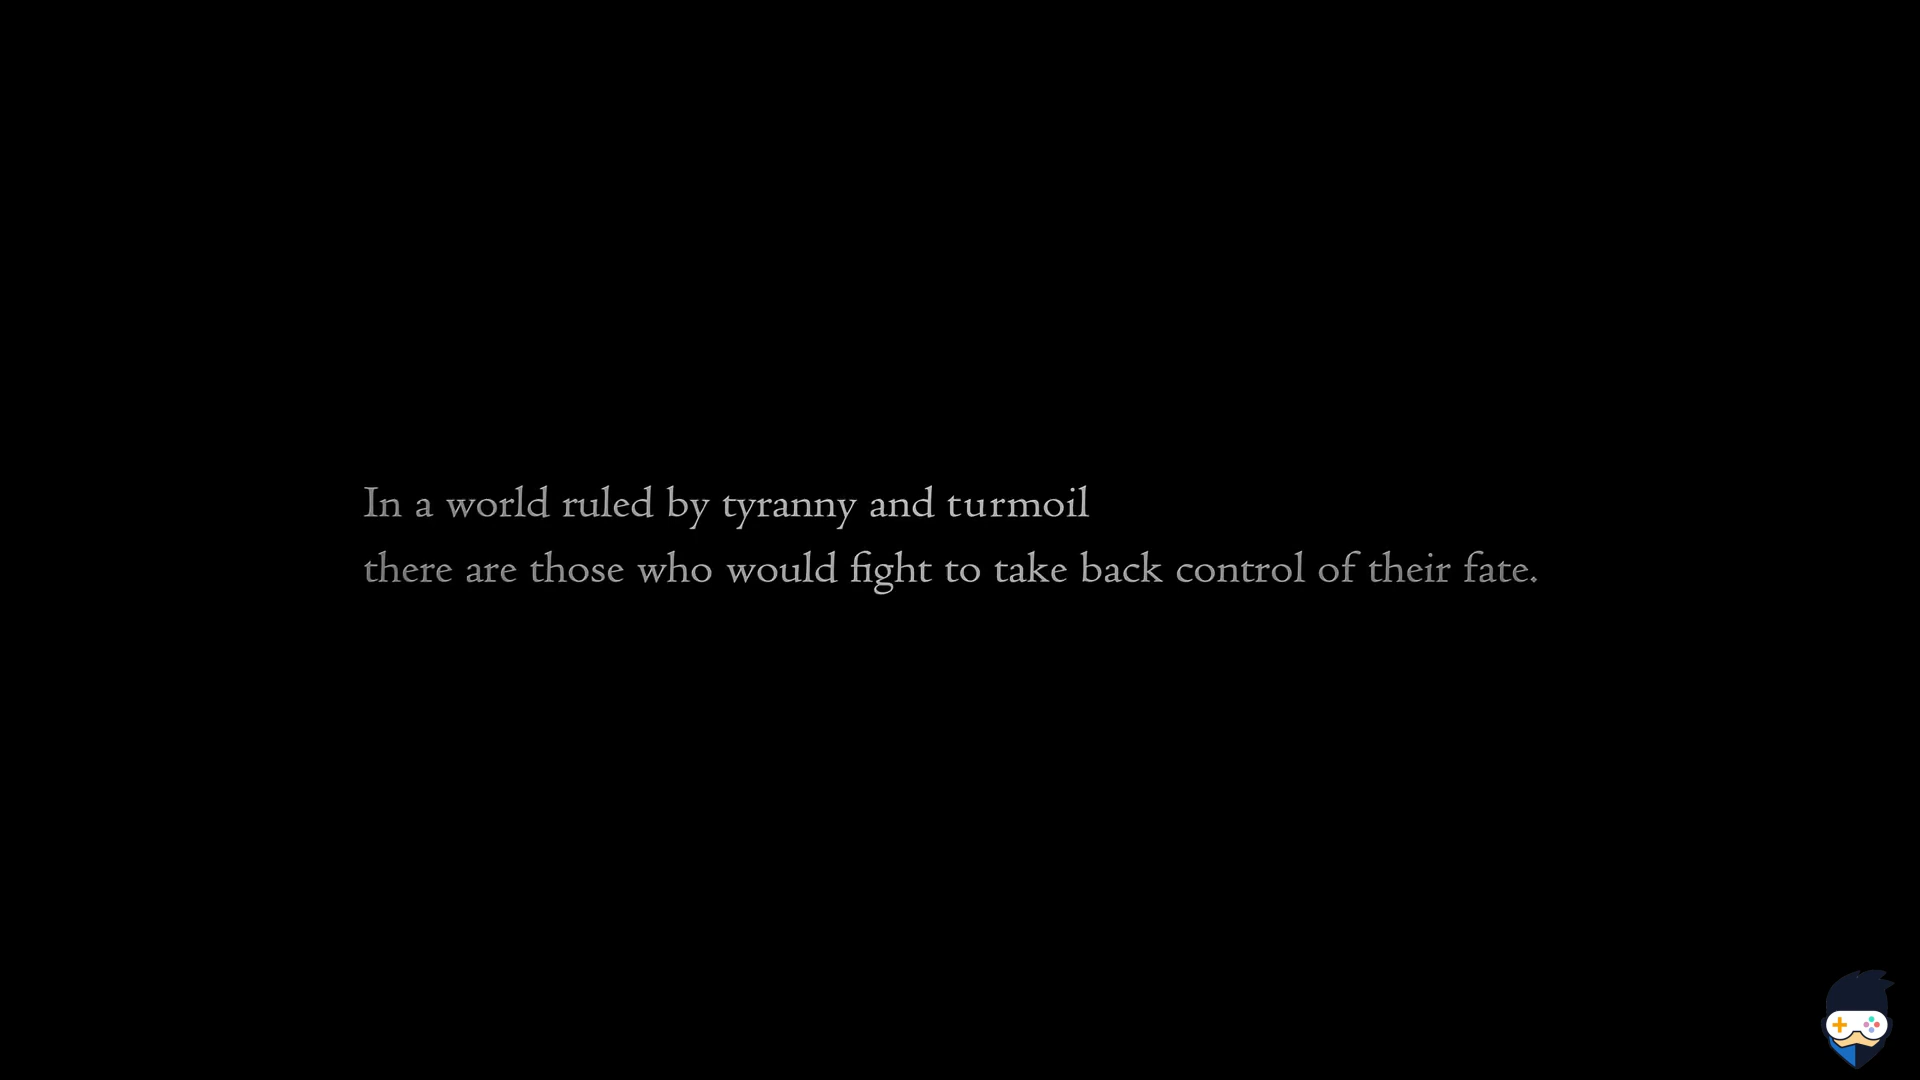 In a world ruled by tyranny and turmoil
there are those who would fight to take back control of their fate.